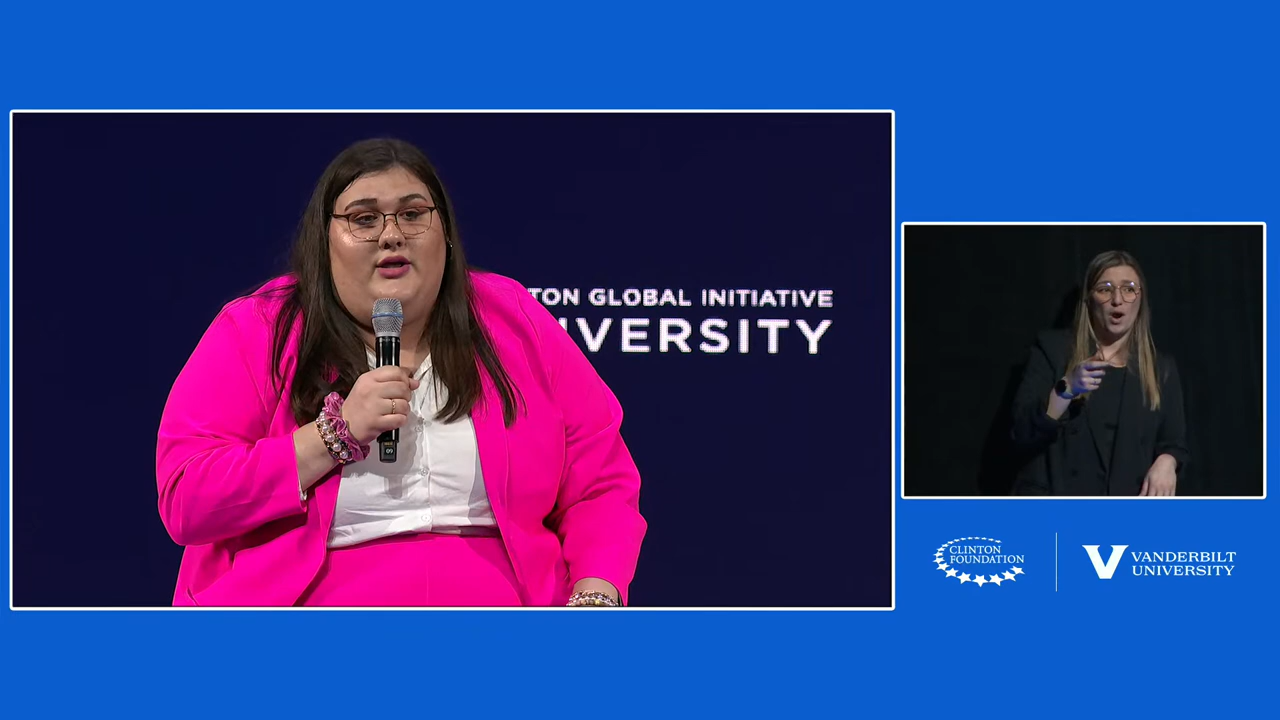 TON GLOBAL INITIATIVE
VERSITY
CLINTON
FOUNDATION
VANDERBILT
UNIVERSITY